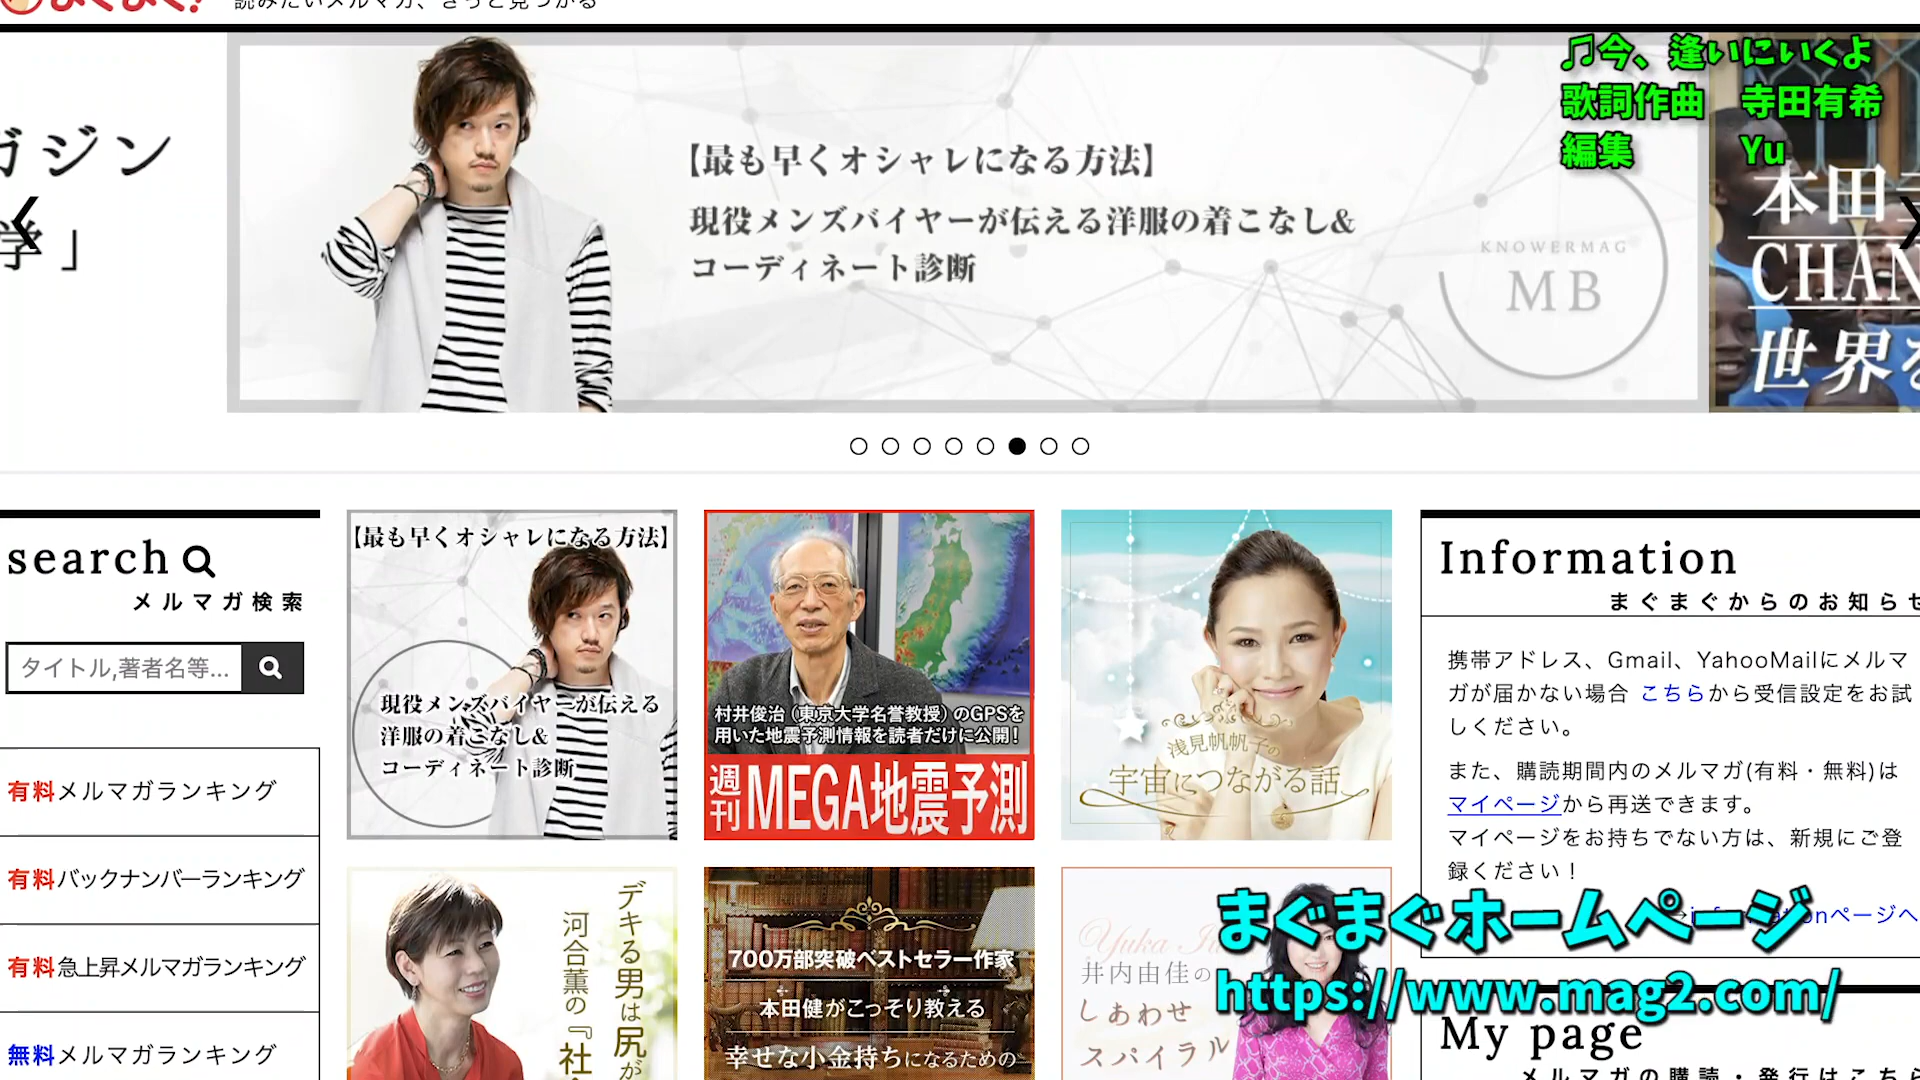 まぐまぐ!
読みたいメルマガ、きっと見つかる
♫今、逢いにいくよ
歌詞作曲　寺田有希
編集　Yu
ガジン
学」
【最も早くオシャレになる方法】
現役メンズバイヤーが伝える洋服の着こなし&
コーディネート診断
KNOWERMAG
MB
本田
CHAN
世界を
search
メルマガ検索
タイトル,著者名等...
有料メルマガランキング
有料バックナンバーランキング
有料急上昇メルマガランキング
無料メルマガランキング
【最も早くオシャレになる方法】
現役メンズバイヤーが伝える
洋服の着こなし&
コーディネート診断
村井俊治（東京大学名誉教授）のGPSを
用いた地震予測情報を読者だけに公開！
週刊MEGA地震予測
浅見帆帆子の
宇宙につながる話
デキる男は尻が
河合薫の『社
700万部突破ベストセラー作家
本田健がこっそり教える
幸せな小金持ちになるための
井内由佳の
しあわせ
スパイラル
Information
まぐまぐからのお知らせ
携帯アドレス、Gmail、YahooMailにメルマ
ガが届かない場合 こちらから受信設定をお試
しください。
また、購読期間内のメルマガ(有料・無料)は
マイページから再送できます。
マイページをお持ちでない方は、新規にご登
録ください！
ページへ
まぐまぐホームページ
https://www.mag2.com/
My page
メルマガの購読・発行はこちら